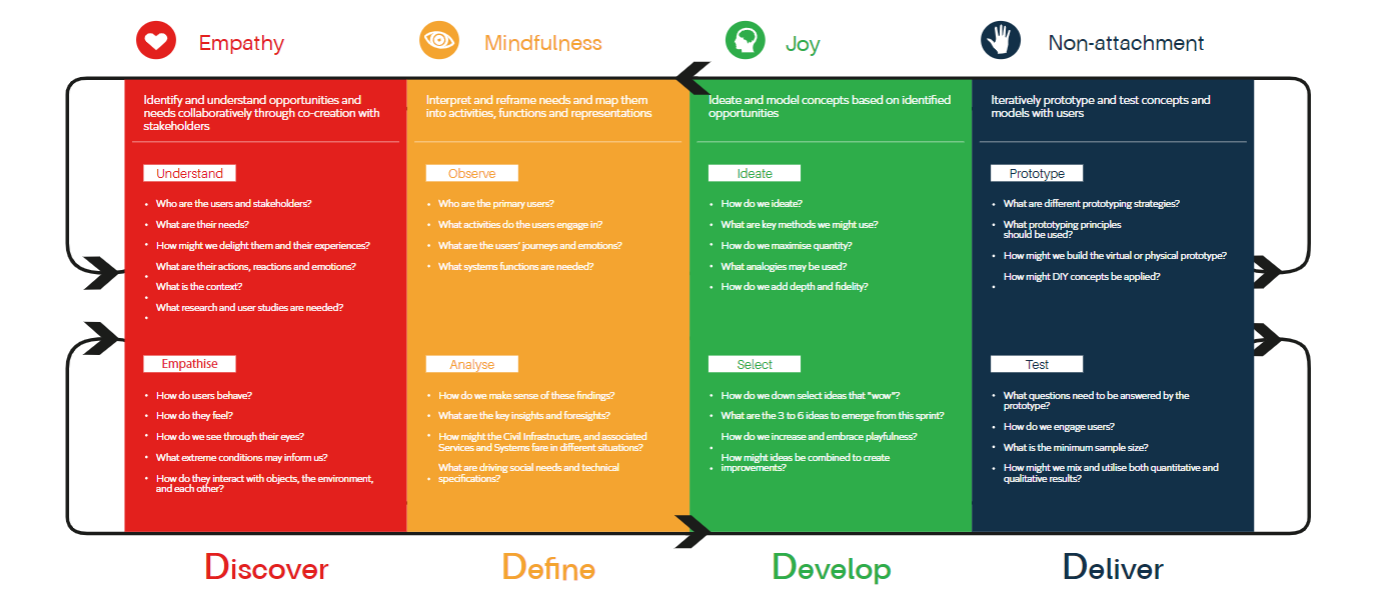 Empathy
Mindfulness
Joy
Non-attachment
Identify and understand opportunities and
needs collaboratively through co-creation with
stakeholders
Understand
• Who are the users and stakeholders?
• What are their needs?
• How might we delight them and their experiences?
What are their actions, reactions and emotions?
•
What is the context?
•
What research and user studies are needed?
•
Empathise
• How do users behave?
• How do they feel?
• How do we see through their eyes?
• What extreme conditions may inform us?
• How do they interact with objects, the environment,
and each other?
Discover
Interpret and reframe needs and map them
into activities, functions and representations
Observe
• Who are the primary users?
• What activities do the users engage in?
• What are the users' journeys and emotions?
• What systems functions are needed?
Analyse
• How do we make sense of these findings?
• What are the key insights and foresights?
• How might the Civil Infrastructure, and associated
Services and Systems fare in different situations?
What are driving social needs and technical
• specifications?
Define
Ideate and model concepts based on identified
opportunities
Ideate
• How do we ideate?
• What are key methods we might use?
• How do we maximise quantity?
• What analogies may be used?
• How do we add depth and fidelity?
Select
• How do we down select ideas that "wow"?
• What are the 3 to 6 ideas to emerge from this sprint?
How do we increase and embrace playfulness?
•
How might ideas be combined to create
• improvements?
Develop
Iteratively prototype and test concepts and
models with users
Prototype
• What are different prototyping strategies?
• What prototyping principles
should be used?
• How might we build the virtual or physical prototype?
How might DIY concepts be applied?
•
Test
• What questions need to be answered by the
prototype?
• How do we engage users?
• What is the minimum sample size?
• How might we mix and utilise both quantitative and
qualitative results?
Deliver